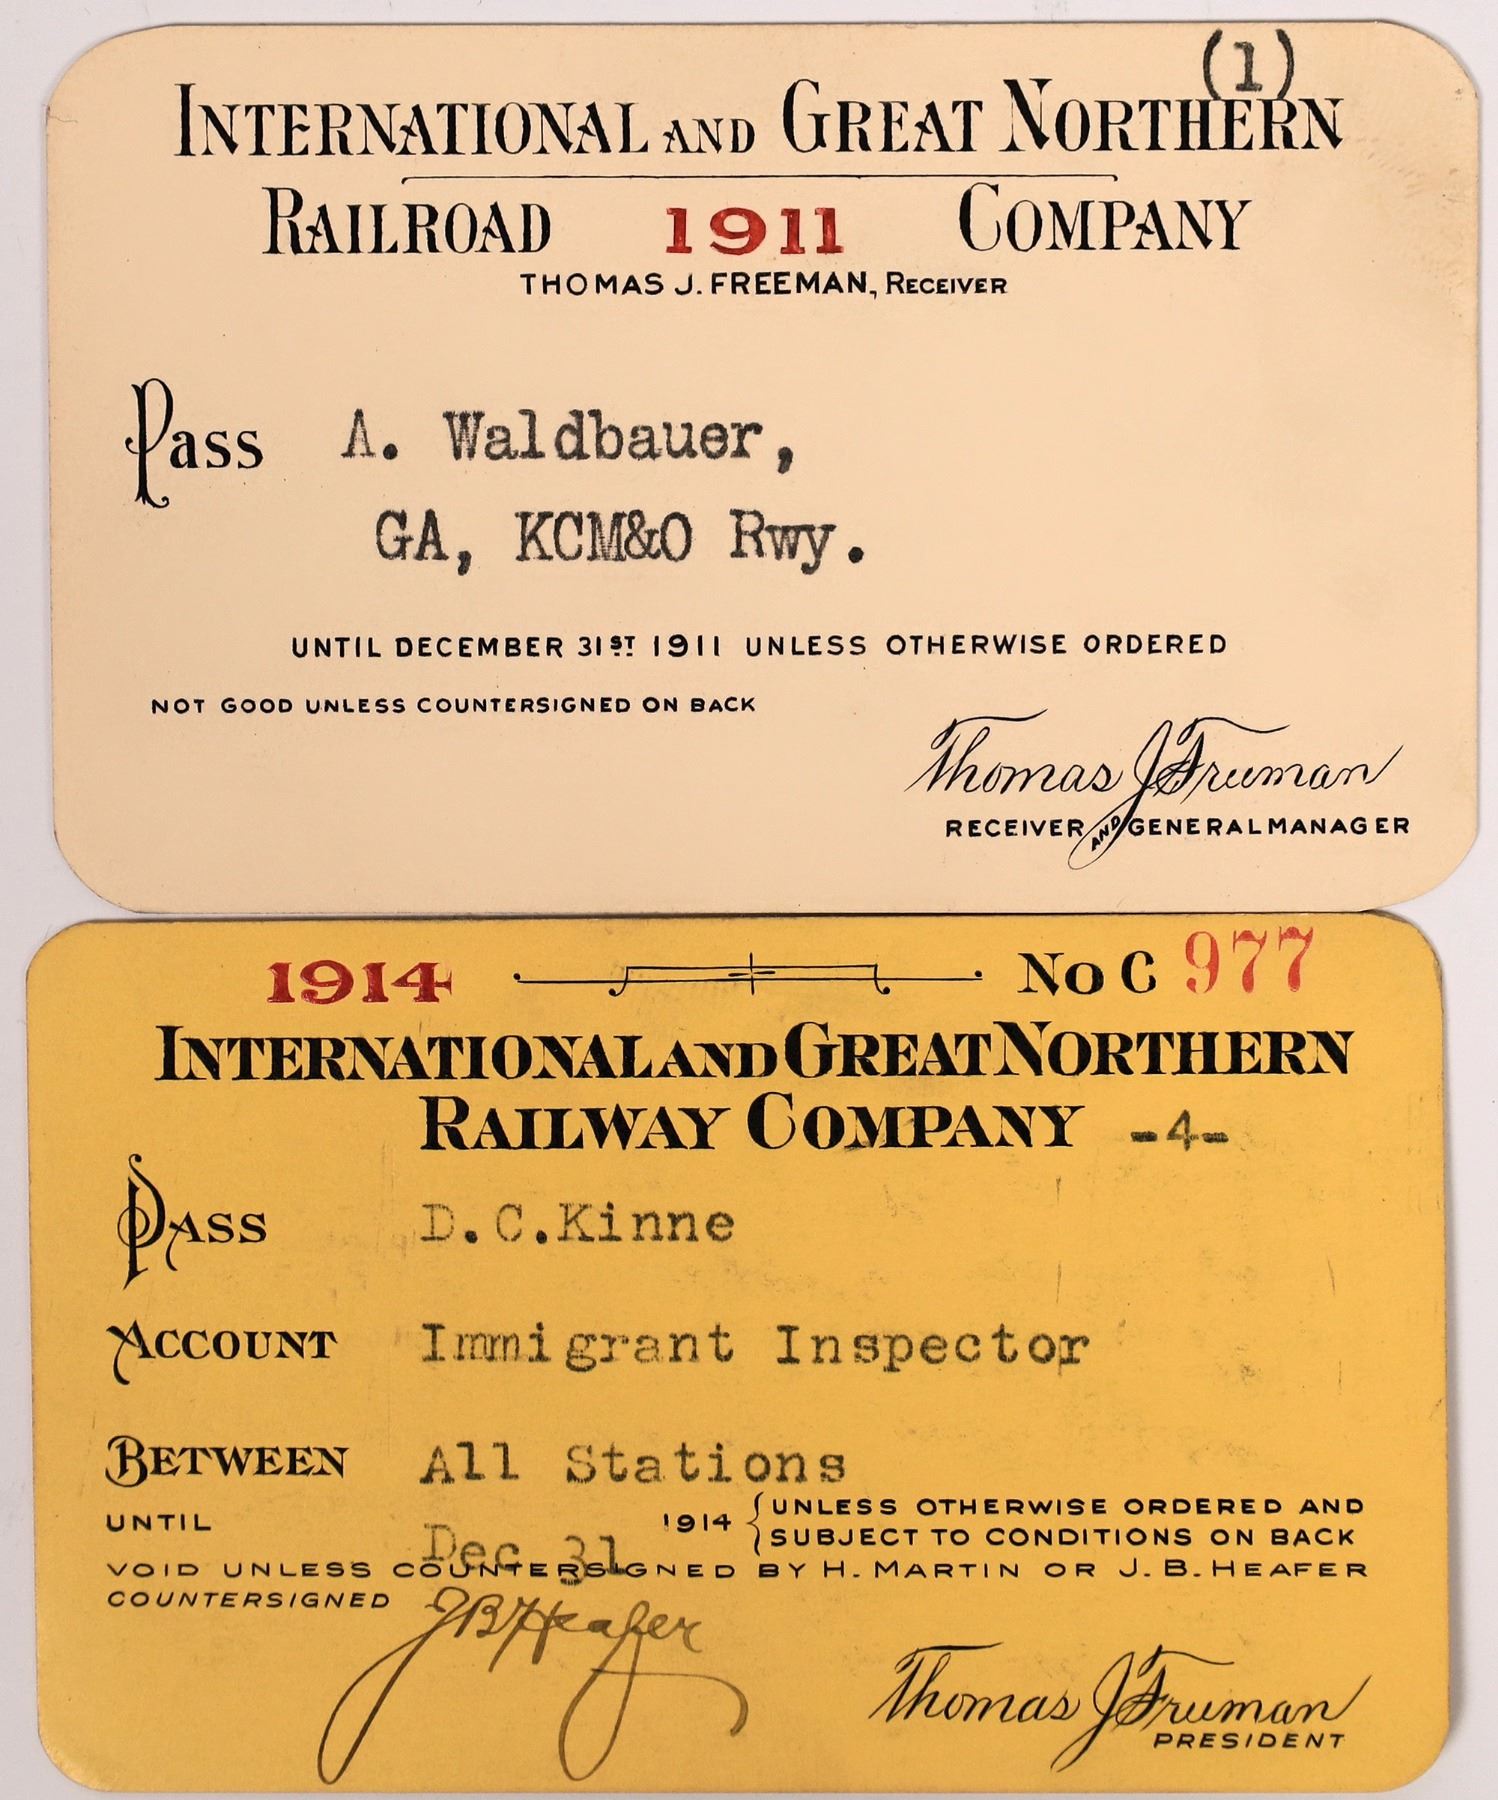 (1)
INTERNATIONAL AND GREAT NORTHERN
RAILROAD 1911 COMPANY
THOMAS J. FREEMAN, RECEIVER
Pass A. Waldbauer,
GA, KCM&O Rwy.
UNTIL DECEMBER 31ST 1911 UNLESS OTHERWISE ORDERED
NOT GOOD UNLESS COUNTERSIGNED ON BACK
Thomas J Freeman
RECEIVER AND GENERAL MANAGER
1914 No C 977
INTERNATIONAL AND GREAT NORTHERN
RAILWAY COMPANY -4-
PASS D.C.Kinne
ACCOUNT Immigrant Inspector
BETWEEN All Stations
UNTIL Dec 31 1914 { UNLESS OTHERWISE ORDERED AND
SUBJECT TO CONDITIONS ON BACK
VOID UNLESS COUNTERSIGNED BY H. MARTIN OR J. B. HEAFER
COUNTERSIGNED J B Heafer
Thomas J Freeman
PRESIDENT